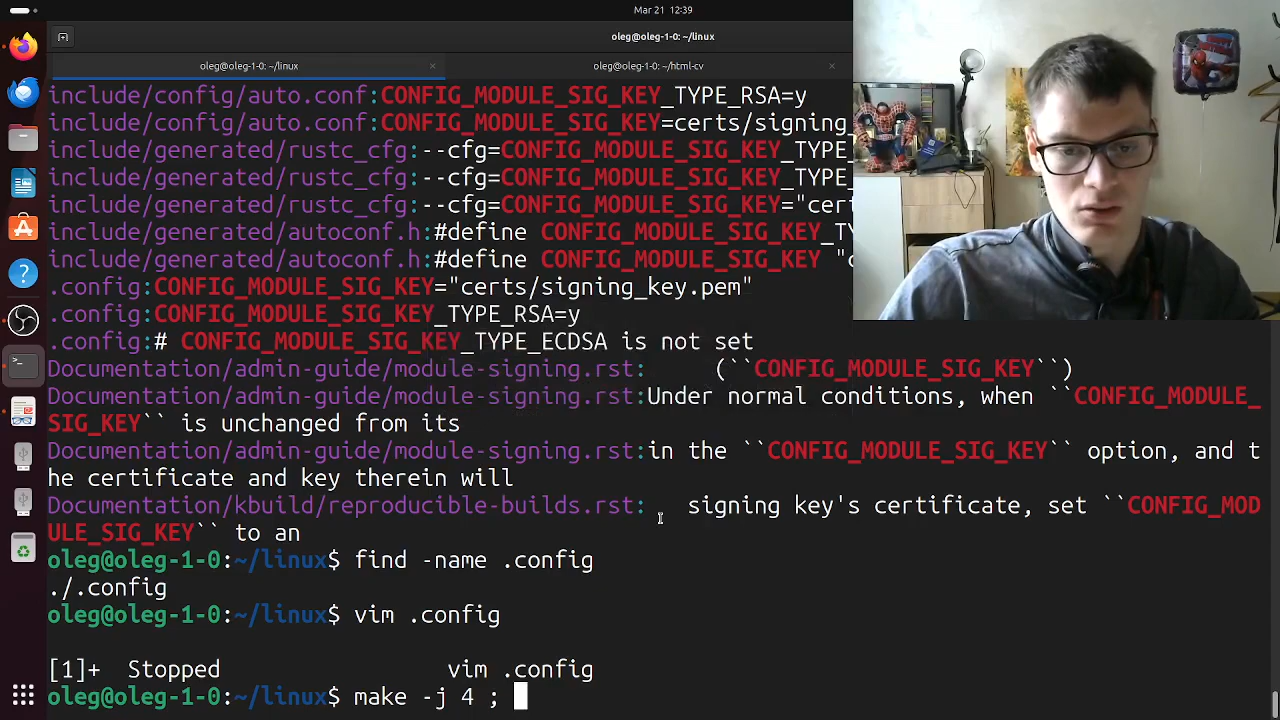 Mar 21 12:39
oleg@oleg-1-0: ~/linux
oleg@oleg-1-0: ~/linux
oleg@oleg-1-0: ~/html-cv
include/config/auto.conf:CONFIG_MODULE_SIG_KEY_TYPE_RSA=y
include/config/auto.conf:CONFIG_MODULE_SIG_KEY=certs/signing_
include/generated/rustc_cfg:--cfg=CONFIG_MODULE_SIG_KEY_TYPE_
include/generated/rustc_cfg:--cfg=CONFIG_MODULE_SIG_KEY_TYPE_
include/generated/rustc_cfg:--cfg=CONFIG_MODULE_SIG_KEY="cert
include/generated/autoconf.h:#define CONFIG_MODULE_SIG_KEY_TY
include/generated/autoconf.h:#define CONFIG_MODULE_SIG_KEY "c
.config:CONFIG_MODULE_SIG_KEY="certs/signing_key.pem"
.config:CONFIG_MODULE_SIG_KEY_TYPE_RSA=y
.config:# CONFIG_MODULE_SIG_KEY_TYPE_ECDSA is not set
Documentation/admin-guide/module-signing.rst:     (``CONFIG_MODULE_SIG_KEY``)
Documentation/admin-guide/module-signing.rst:Under normal conditions, when ``CONFIG_MODULE_
SIG_KEY`` is unchanged from its
Documentation/admin-guide/module-signing.rst:in the ``CONFIG_MODULE_SIG_KEY`` option, and t
he certificate and key therein will
Documentation/kbuild/reproducible-builds.rst:   signing key's certificate, set ``CONFIG_MOD
ULE_SIG_KEY`` to an
oleg@oleg-1-0:~/linux$ find -name .config
./.config
oleg@oleg-1-0:~/linux$ vim .config
[1]+  Stopped                 vim .config
oleg@oleg-1-0:~/linux$ make -j 4 ;